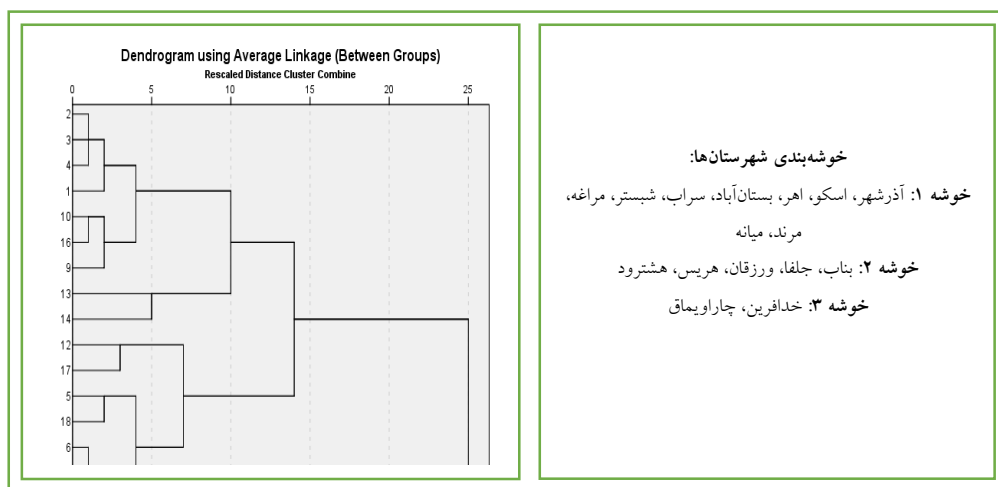 Dendrogram using Average Linkage (Between Groups)
Rescaled Distance Cluster Combine
0 5 10 15 20 25
2
3
4
1
10
16
9
13
14
12
17
5
18
6
خوشه‌بندی شهرستان‌ها:
خوشه ۱: آذرشهر، اسکو، اهر، بستان‌آباد، سراب، شبستر، مراغه،
مرند، میانه
خوشه ۲: بناب، جلفا، ورزقان، هریس، هشترود
خوشه ۳: خدافرین، چاراویماق